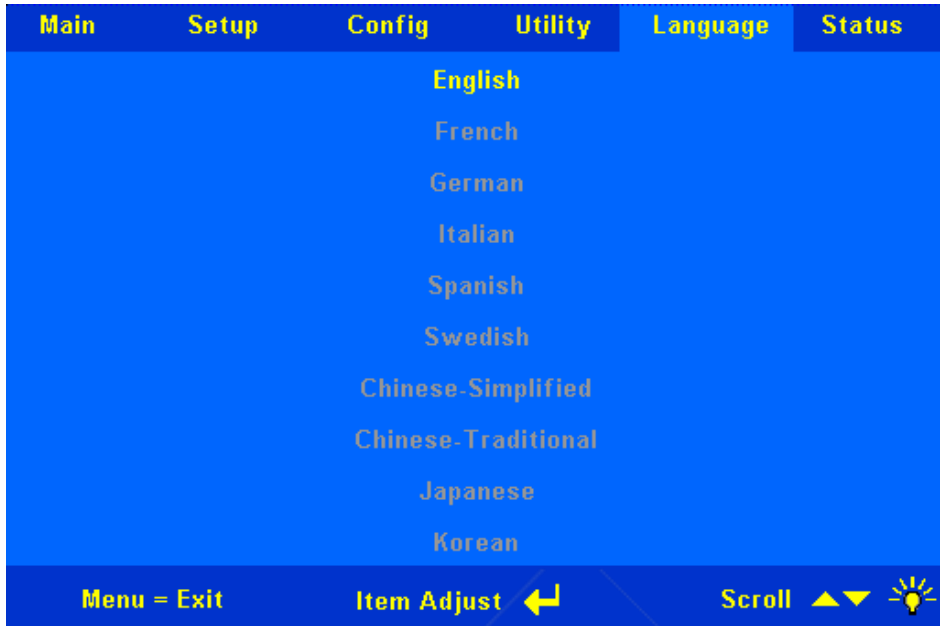 Main Setup Config Utility Language Status
English
French
German
Italian
Spanish
Swedish
Chinese-Simplified
Chinese-Traditional
Japanese
Korean
Menu = Exit Item Adjust Scroll